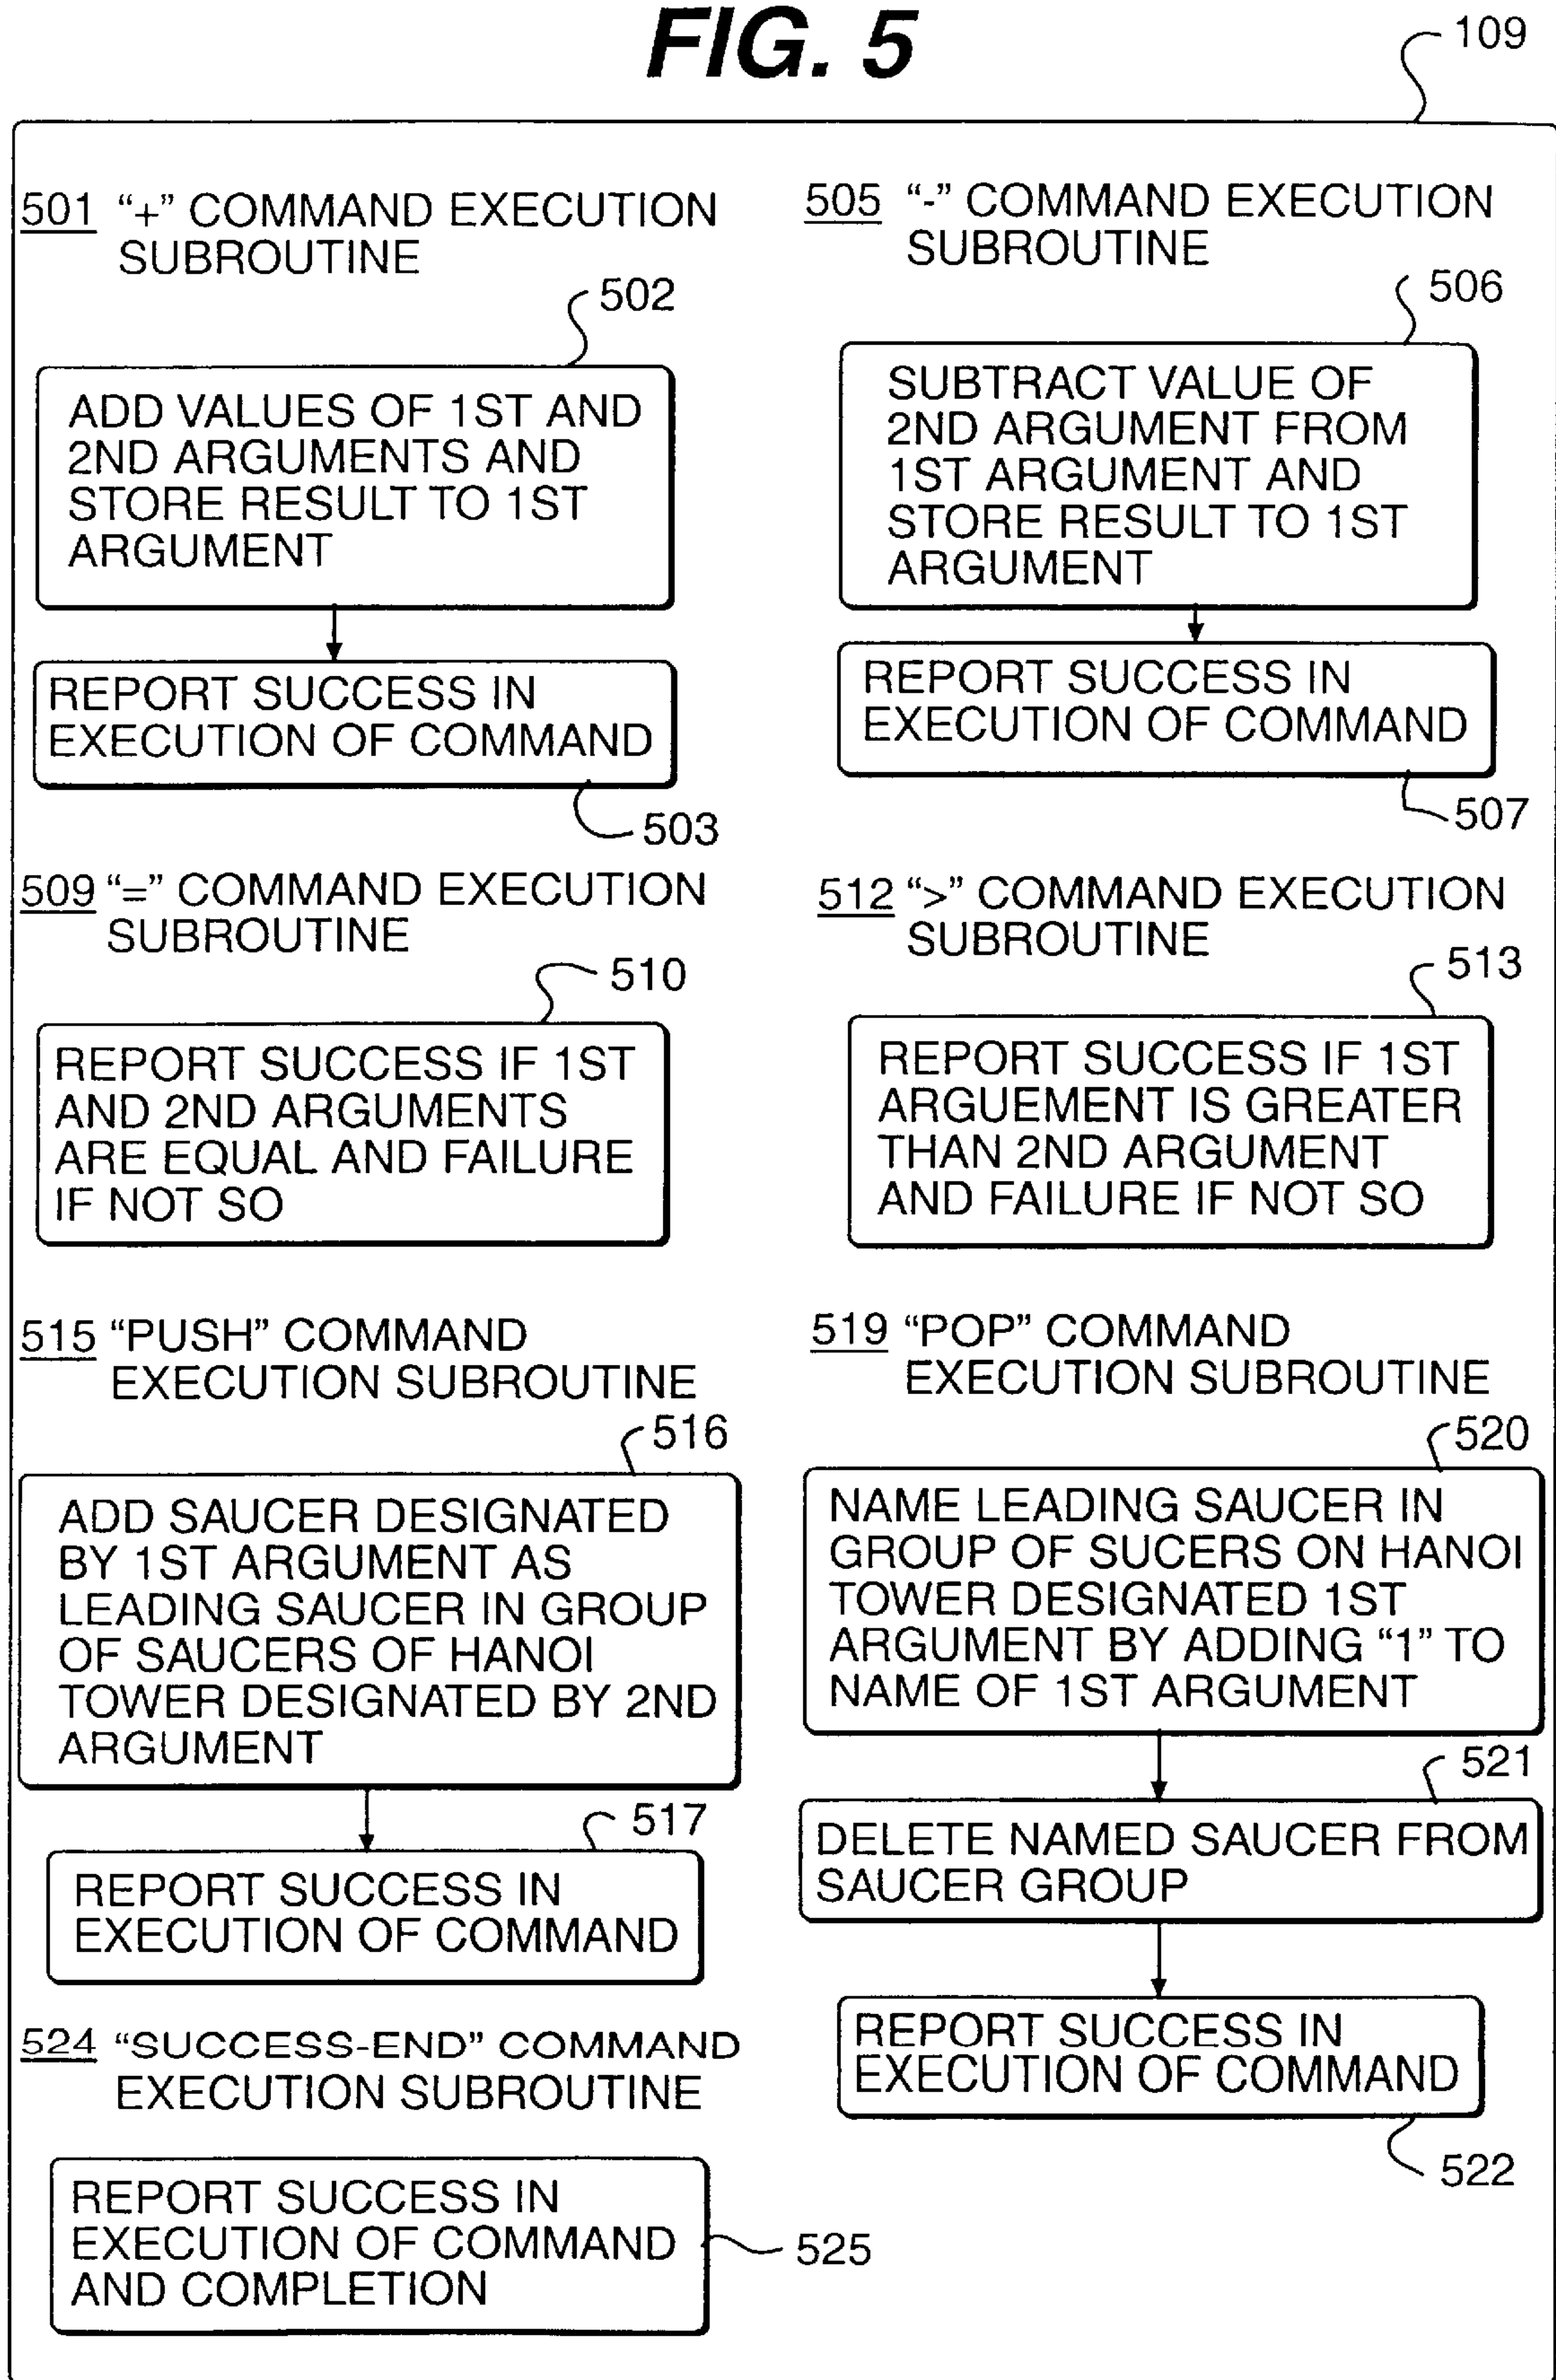 FIG. 5
109
501 “+” COMMAND EXECUTION
SUBROUTINE
502
ADD VALUES OF 1ST AND
2ND ARGUMENTS AND
STORE RESULT TO 1ST
ARGUMENT
REPORT SUCCESS IN
EXECUTION OF COMMAND
503
505 “-” COMMAND EXECUTION
SUBROUTINE
506
SUBTRACT VALUE OF
2ND ARGUMENT FROM
1ST ARGUMENT AND
STORE RESULT TO 1ST
ARGUMENT
REPORT SUCCESS IN
EXECUTION OF COMMAND
507
509 “=” COMMAND EXECUTION
SUBROUTINE
510
REPORT SUCCESS IF 1ST
AND 2ND ARGUMENTS
ARE EQUAL AND FAILURE
IF NOT SO
512 “>” COMMAND EXECUTION
SUBROUTINE
513
REPORT SUCCESS IF 1ST
ARGUEMENT IS GREATER
THAN 2ND ARGUMENT
AND FAILURE IF NOT SO
515 “PUSH” COMMAND
EXECUTION SUBROUTINE
516
ADD SAUCER DESIGNATED
BY 1ST ARGUMENT AS
LEADING SAUCER IN GROUP
OF SAUCERS OF HANOI
TOWER DESIGNATED BY 2ND
ARGUMENT
517
REPORT SUCCESS IN
EXECUTION OF COMMAND
519 “POP” COMMAND
EXECUTION SUBROUTINE
520
NAME LEADING SAUCER IN
GROUP OF SUCERS ON HANOI
TOWER DESIGNATED 1ST
ARGUMENT BY ADDING “1” TO
NAME OF 1ST ARGUMENT
521
DELETE NAMED SAUCER FROM
SAUCER GROUP
REPORT SUCCESS IN
EXECUTION OF COMMAND
522
524 “SUCCESS-END” COMMAND
EXECUTION SUBROUTINE
REPORT SUCCESS IN
EXECUTION OF COMMAND
AND COMPLETION
525